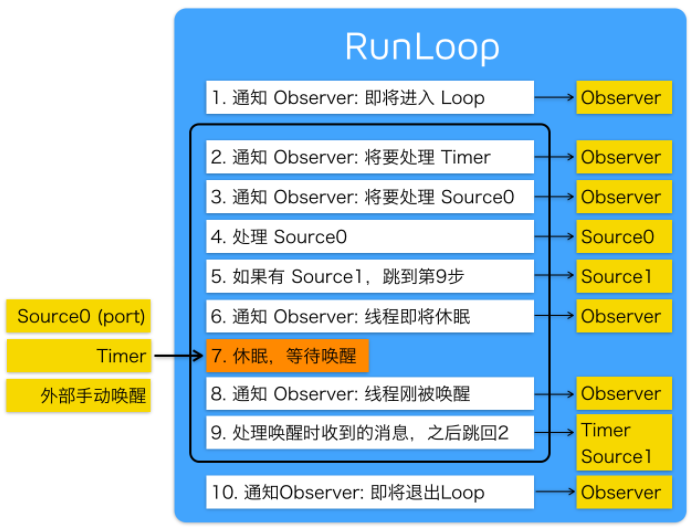 RunLoop
1. 通知 Observer: 即将进入 Loop
Observer
2. 通知 Observer: 将要处理 Timer
Observer
3. 通知 Observer: 将要处理 Source0
Observer
4. 处理 Source0
Source0
5. 如果有 Source1，跳到第9步
Source1
Source0 (port)
6. 通知 Observer: 线程即将休眠
Observer
Timer
7. 休眠，等待唤醒
外部手动唤醒
8. 通知 Observer: 线程刚被唤醒
Observer
9. 处理唤醒时收到的消息，之后跳回2
Timer
Source1
10. 通知Observer: 即将退出Loop
Observer